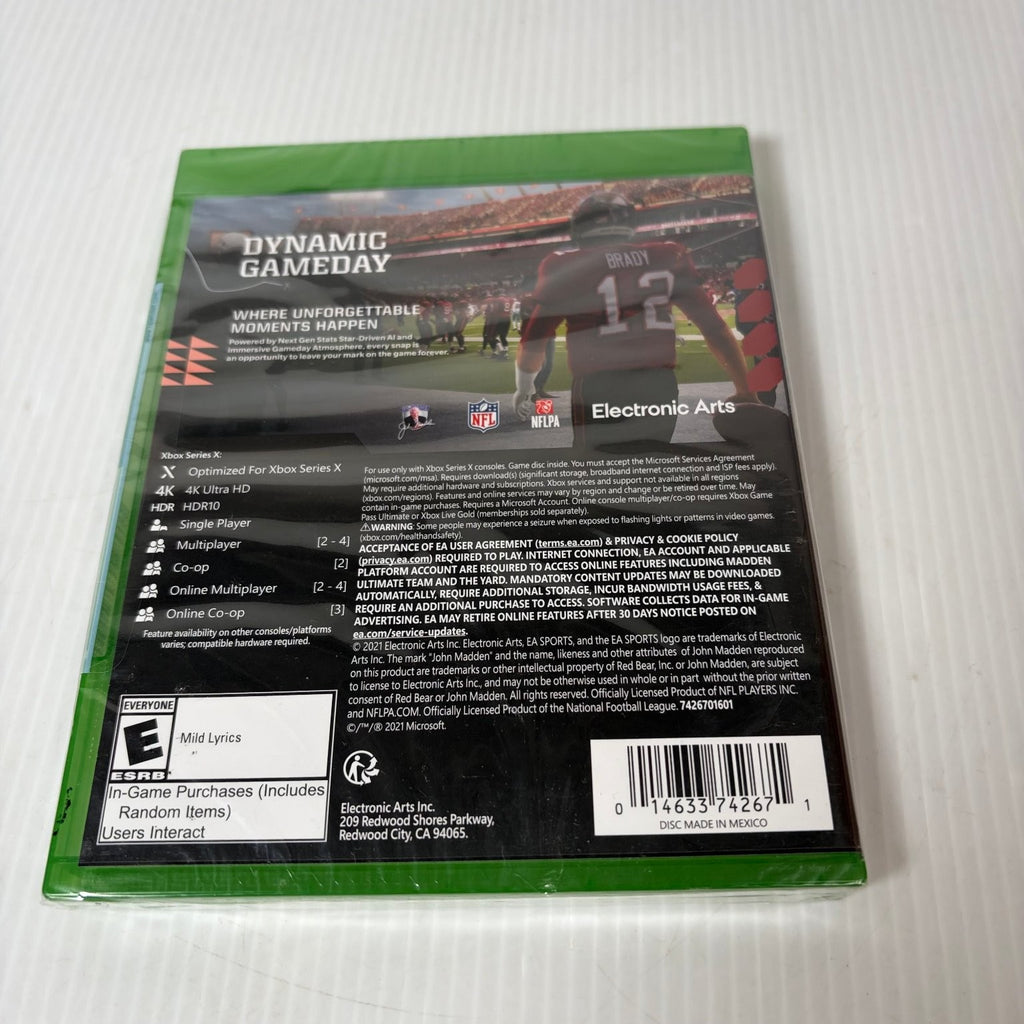 DYNAMIC
GAMEDAY
WHERE UNFORGETTABLE
MOMENTS HAPPEN
Powered by Next Gen Stats Star-Driven AI and
Immersive Gameday Atmosphere, every snap is
an opportunity to leave your mark on the game forever.
BRADY
12
NFL
NFLPA
Electronic Arts
Xbox Series X:
X Optimized For Xbox Series X
4K 4K Ultra HD
HDR HDR10
Single Player
Multiplayer [2 - 4]
Co-op [2]
Online Multiplayer [2 - 4]
Online Co-op [3]
Feature availability on other consoles/platforms
varies; compatible hardware required.
For use only with Xbox Series X consoles. Game disc inside. You must accept the Microsoft Services Agreement
(microsoft.com/msa). Requires download(s) (significant storage, broadband internet connection and ISP fees apply).
May require additional hardware and subscriptions. Xbox services and support not available in all regions
(xbox.com/regions). Features and online services may vary by region and change or be retired over time. May
contain in-game purchases. Requires a Microsoft Account. Online console multiplayer/co-op requires Xbox Game
Pass Ultimate or Xbox Live Gold (memberships sold separately).
⚠WARNING: Some people may experience a seizure when exposed to flashing lights or patterns in video games.
(xbox.com/healthandsafety).
ACCEPTANCE OF EA USER AGREEMENT (terms.ea.com) & PRIVACY & COOKIE POLICY
(privacy.ea.com) REQUIRED TO PLAY. INTERNET CONNECTION, EA ACCOUNT AND APPLICABLE
PLATFORM ACCOUNT ARE REQUIRED TO ACCESS ONLINE FEATURES INCLUDING MADDEN
ULTIMATE TEAM AND THE YARD. MANDATORY CONTENT UPDATES MAY BE DOWNLOADED
AUTOMATICALLY, REQUIRE ADDITIONAL STORAGE, INCUR BANDWIDTH USAGE FEES, &
REQUIRE AN ADDITIONAL PURCHASE TO ACCESS. SOFTWARE COLLECTS DATA FOR IN-GAME
ADVERTISING. EA MAY RETIRE ONLINE FEATURES AFTER 30 DAYS NOTICE POSTED ON
ea.com/service-updates.
© 2021 Electronic Arts, EA SPORTS, and the EA SPORTS logo are trademarks of Electronic
Arts Inc. The mark "John Madden" and the name, likeness and other attributes of John Madden reproduced
on this product are trademarks or other intellectual property of Red Bear, Inc. or John Madden, are subject
to license to Electronic Arts Inc., and may not be otherwise used in whole or in part without the prior written
consent of Red Bear or John Madden. All rights reserved. Officially Licensed Product of NFL PLAYERS INC.
and NFLPA.COM. Officially Licensed Product of the National Football League. 7426701601
©/™/® 2021 Microsoft.
EVERYONE
E
ESRB
Mild Lyrics
In-Game Purchases (Includes
Random Items)
Users Interact
Electronic Arts Inc.
209 Redwood Shores Parkway,
Redwood City, CA 94065.
0 14633 74267 1
DISC MADE IN MEXICO